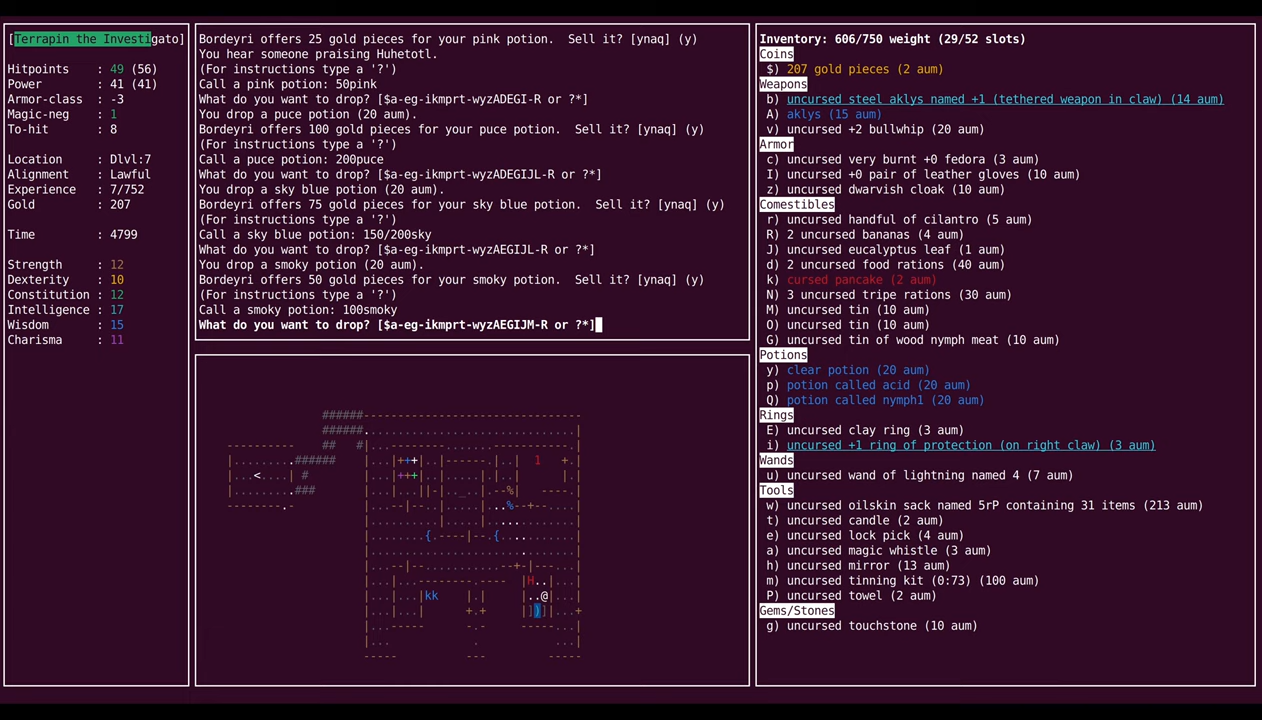 [Terrapin the Investigato]
Hitpoints : 49 (56)
Power : 41 (41)
Armor-class : -3
Magic-neg : 1
To-hit : 8
Location : Dlvl:7
Alignment : Lawful
Experience : 7/752
Gold : 207
Time : 4799
Strength : 12
Dexterity : 10
Constitution : 12
Intelligence : 17
Wisdom : 15
Charisma : 11
Bordeyri offers 25 gold pieces for your pink potion.  Sell it? [ynaq] (y)
You hear someone praising Huhetotl.
(For instructions type a '?')
Call a pink potion: 50pink
What do you want to drop? [$a-eg-ikmprt-wyzADEGI-R or ?*]
You drop a puce potion (20 aum).
Bordeyri offers 100 gold pieces for your puce potion.  Sell it? [ynaq] (y)
(For instructions type a '?')
Call a puce potion: 200puce
What do you want to drop? [$a-eg-ikmprt-wyzADEGIJL-R or ?*]
You drop a sky blue potion (20 aum).
Bordeyri offers 75 gold pieces for your sky blue potion.  Sell it? [ynaq] (y)
(For instructions type a '?')
Call a sky blue potion: 150/200sky
What do you want to drop? [$a-eg-ikmprt-wyzAEGIJL-R or ?*]
You drop a smoky potion (20 aum).
Bordeyri offers 50 gold pieces for your smoky potion.  Sell it? [ynaq] (y)
(For instructions type a '?')
Call a smoky potion: 100smoky
What do you want to drop? [$a-eg-ikmprt-wyzAEGIJM-R or ?*]
######-------------------------------
######...............................|
----------   ##   #|...--------......----------.|
|.........######   |...|+++|..|------.|..|  1   +.|
|...<....| #       |...|+++|..|.....|.|..|      |.|
|.........###      |...|...||-|.._..|.--%|   ----.|
--------.-         |...--|--..|.....|..%--+--....|
|.........|.....|............|
|........{.----|--.{.........|
|............................|
|...--|--............--+-|---...|
|...|...--------.----  |H..|...|
|...|...|kk   |.|     |..@|...|
|...|...|     +.+     |])]|...+
|...-----     -.-     -----...|
|...           .          ...|
-----         ---        -----
Inventory: 606/750 weight (29/52 slots)
Coins
$) 207 gold pieces (2 aum)
Weapons
b) uncursed steel aklys named +1 (tethered weapon in claw) (14 aum)
A) aklys (15 aum)
v) uncursed +2 bullwhip (20 aum)
Armor
c) uncursed very burnt +0 fedora (3 aum)
I) uncursed +0 pair of leather gloves (10 aum)
z) uncursed dwarvish cloak (10 aum)
Comestibles
r) uncursed handful of cilantro (5 aum)
R) 2 uncursed bananas (4 aum)
J) uncursed eucalyptus leaf (1 aum)
d) 2 uncursed food rations (40 aum)
k) cursed pancake (2 aum)
N) 3 uncursed tripe rations (30 aum)
M) uncursed tin (10 aum)
O) uncursed tin (10 aum)
G) uncursed tin of wood nymph meat (10 aum)
Potions
y) clear potion (20 aum)
p) potion called acid (20 aum)
Q) potion called nymph1 (20 aum)
Rings
E) uncursed clay ring (3 aum)
i) uncursed +1 ring of protection (on right claw) (3 aum)
Wands
u) uncursed wand of lightning named 4 (7 aum)
Tools
w) uncursed oilskin sack named 5rP containing 31 items (213 aum)
t) uncursed candle (2 aum)
e) uncursed lock pick (4 aum)
a) uncursed magic whistle (3 aum)
h) uncursed mirror (13 aum)
m) uncursed tinning kit (0:73) (100 aum)
P) uncursed towel (2 aum)
Gems/Stones
g) uncursed touchstone (10 aum)